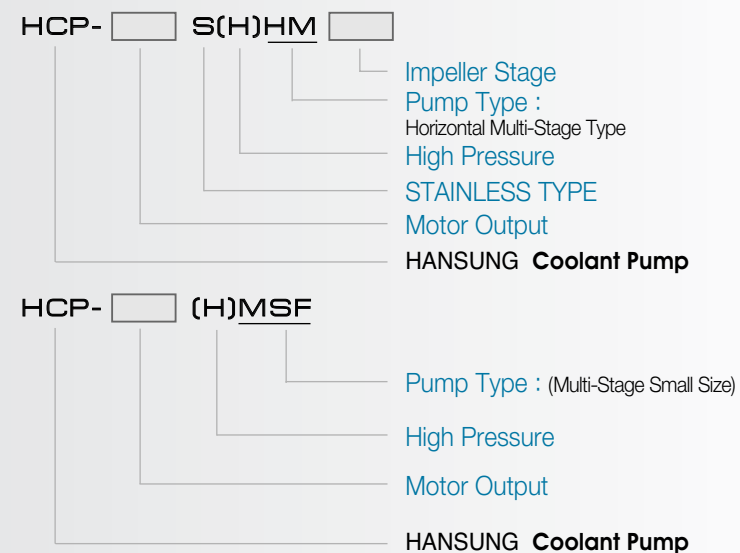 HCP- S(H)HM
Impeller Stage
Pump Type :
Horizontal Multi-Stage Type
High Pressure
STAINLESS TYPE
Motor Output
HANSUNG Coolant Pump
HCP- (H)MSF
Pump Type : (Multi-Stage Small Size)
High Pressure
Motor Output
HANSUNG Coolant Pump